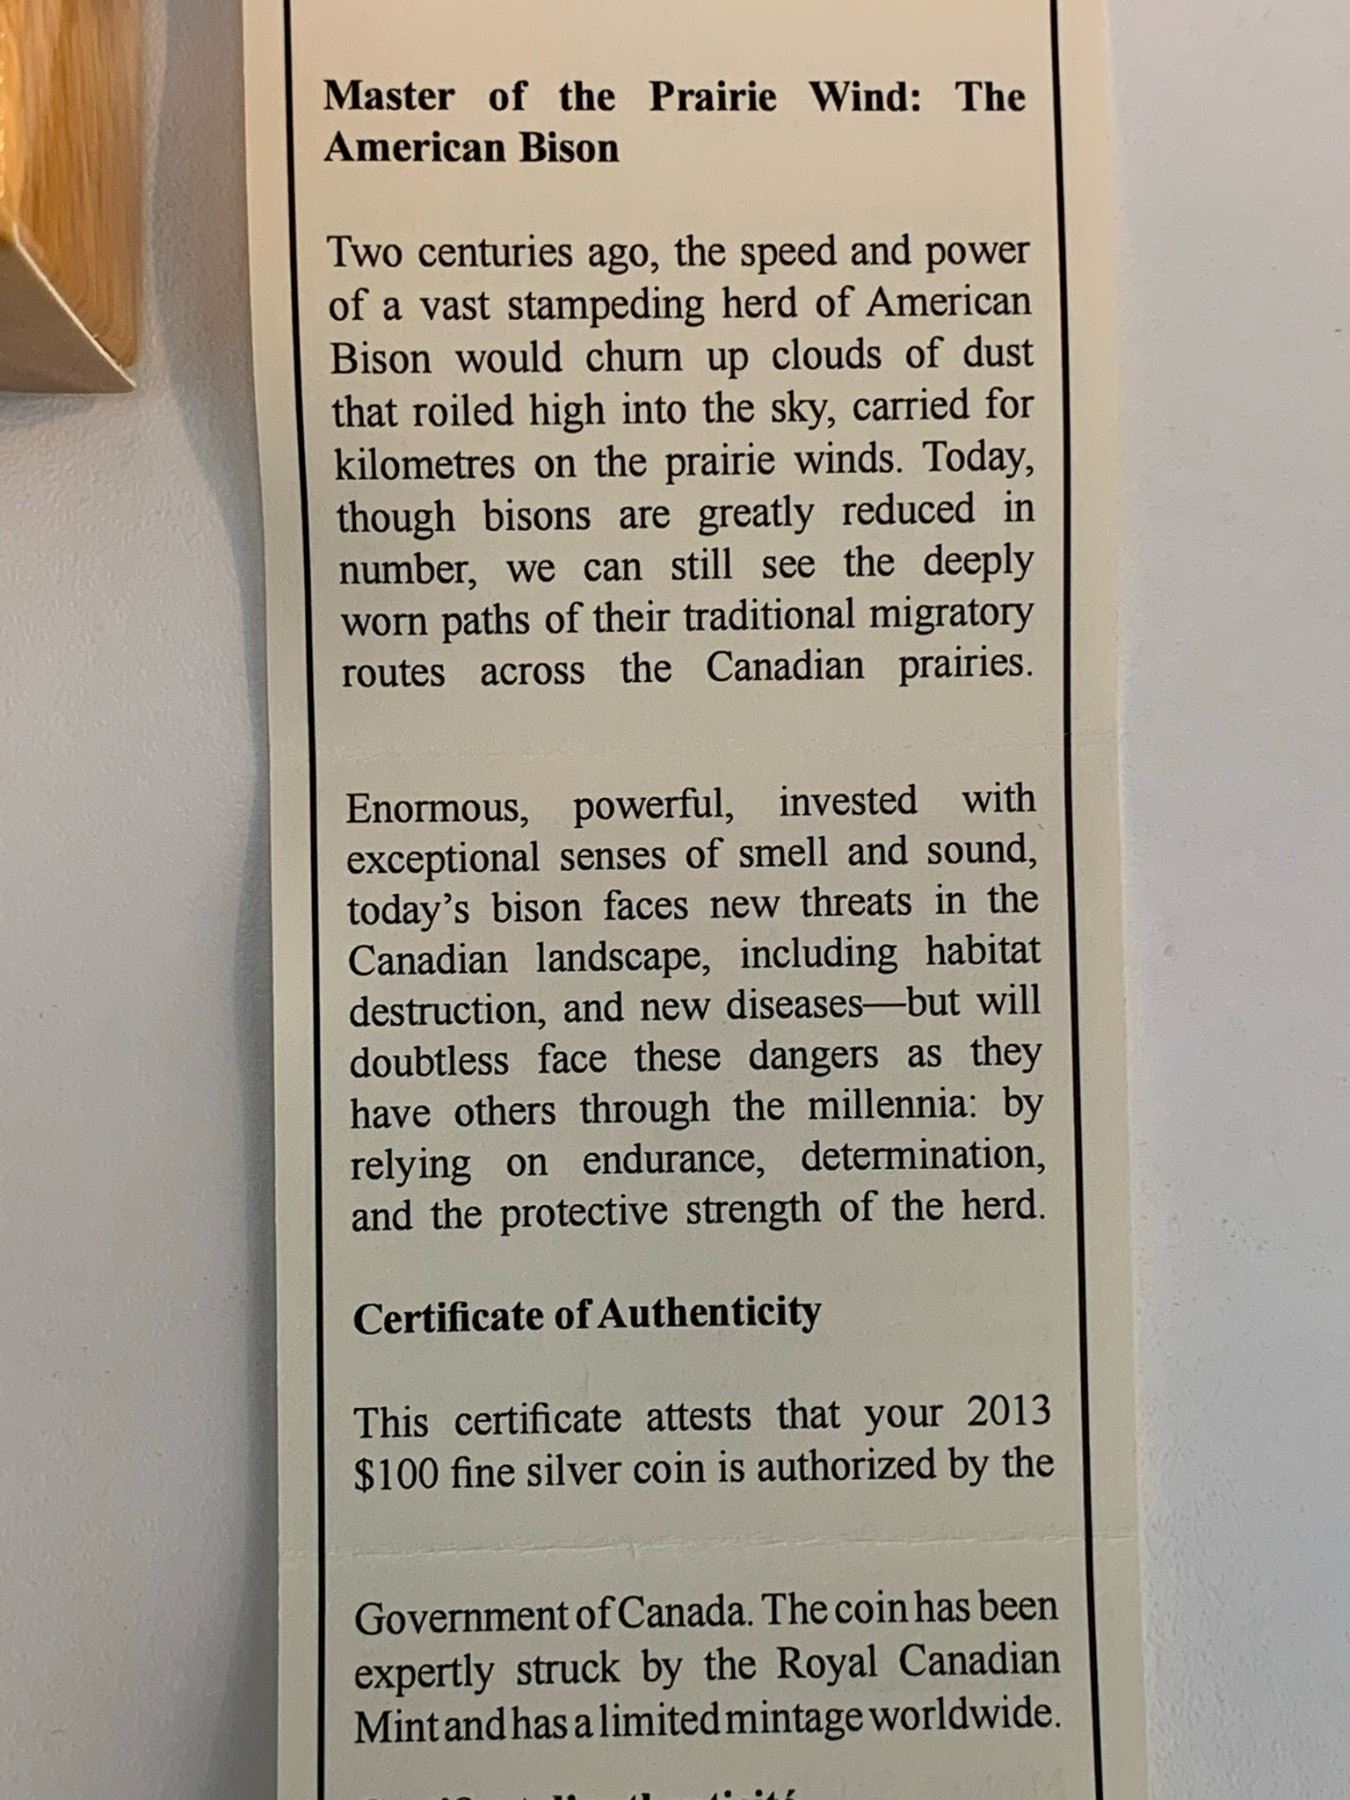 Master of the Prairie Wind: The
American Bison
Two centuries ago, the speed and power
of a vast stampeding herd of American
Bison would churn up clouds of dust
that roiled high into the sky, carried for
kilometres on the prairie winds. Today,
though bisons are greatly reduced in
number, we can still see the deeply
worn paths of their traditional migratory
routes across the Canadian prairies.
Enormous, powerful, invested with
exceptional senses of smell and sound,
today's bison faces new threats in the
Canadian landscape, including habitat
destruction, and new diseases—but will
doubtless face these dangers as they
have others through the millennia: by
relying on endurance, determination,
and the protective strength of the herd.
Certificate of Authenticity
This certificate attests that your 2013
$100 fine silver coin is authorized by the
Government of Canada. The coin has been
expertly struck by the Royal Canadian
Mint and has a limited mintage worldwide.